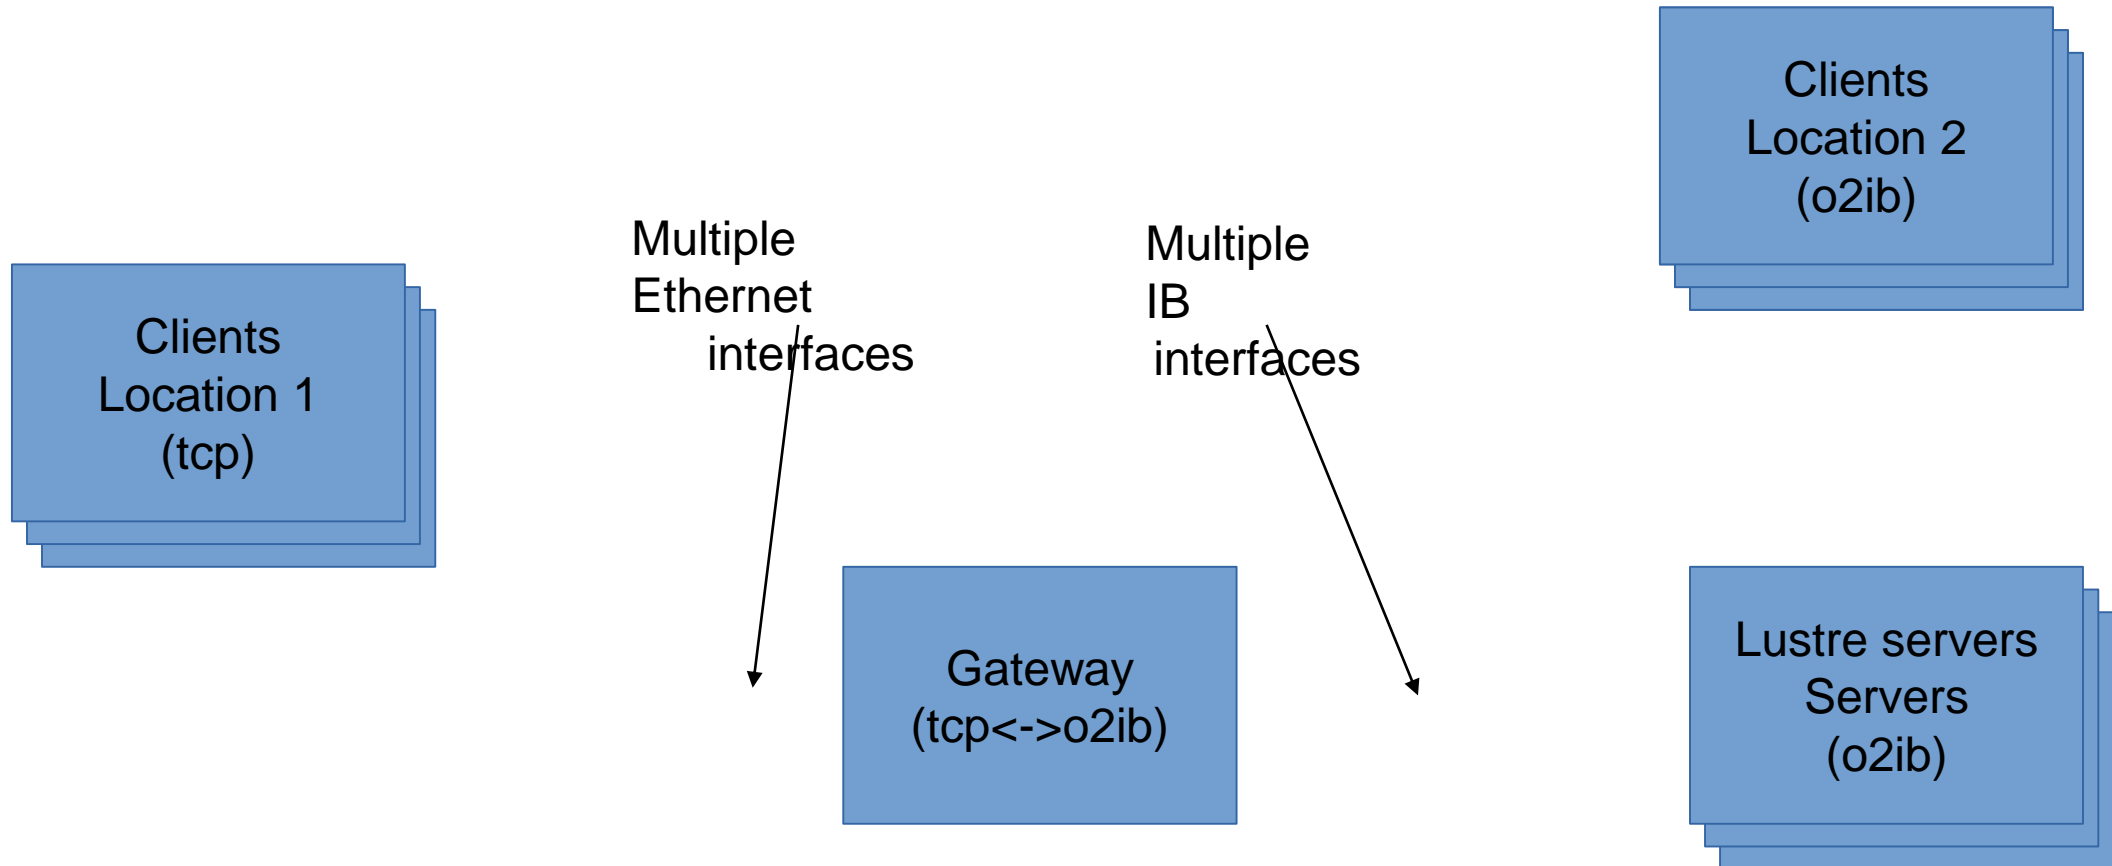 Clients
Location 1
(tcp)
Multiple
Ethernet
interfaces
Multiple
IB
interfaces
Clients
Location 2
(o2ib)
Gateway
(tcp<->o2ib)
Lustre servers
Servers
(o2ib)